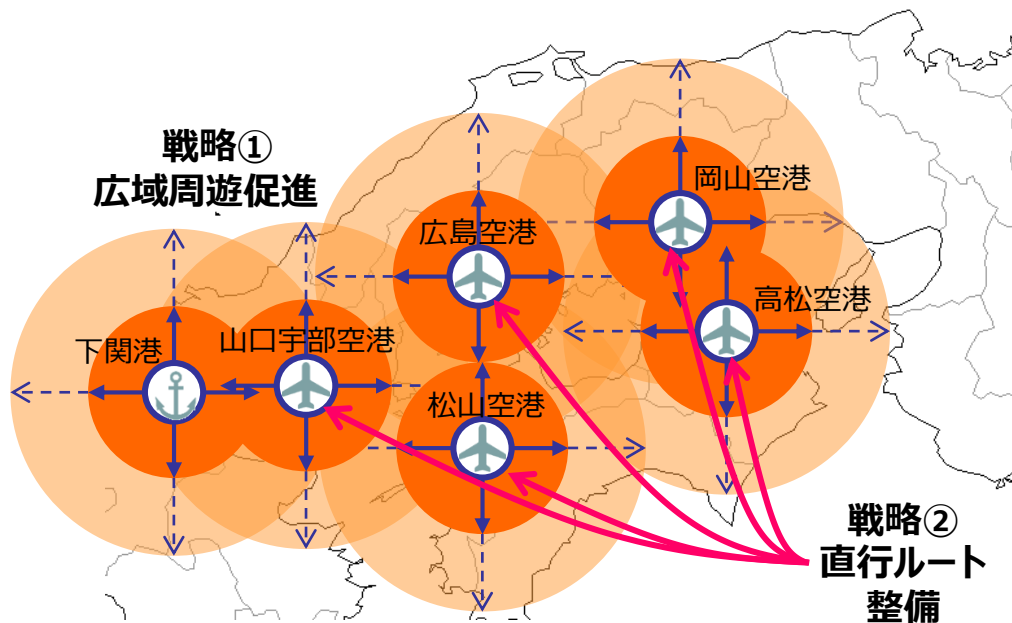 戦略①
広域周遊促進
岡山空港
広島空港
高松空港
下関港
山口宇部空港
松山空港
戦略②
直行ルート
整備